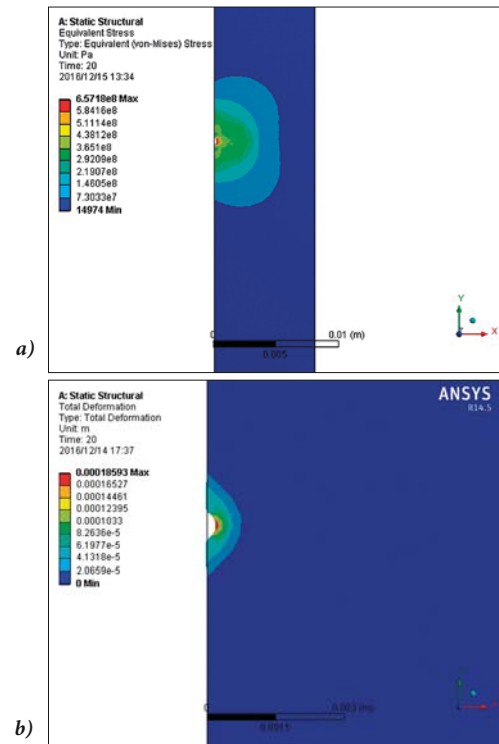 A: Static Structural
Equivalent Stress
Type: Equivalent (von-Mises) Stress
Unit: Pa
Time: 20
2016/12/15 13:34
6.5718e8 Max
5.8416e8
5.1114e8
4.3812e8
3.651e8
2.9209e8
2.1907e8
1.4605e8
7.3033e7
14974 Min
Y
X
0
0.01 (m)
0.005
a)
A: Static Structural
Total Deformation
Type: Total Deformation
Unit: m
Time: 20
2016/12/14 17:37
ANSYS
R14.5
0.00018593 Max
0.00016527
0.00014461
0.00012395
0.0001033
8.2636e-5
6.1977e-5
4.1318e-5
2.0659e-5
0 Min
0
0.003 (m)
0.0015
b)